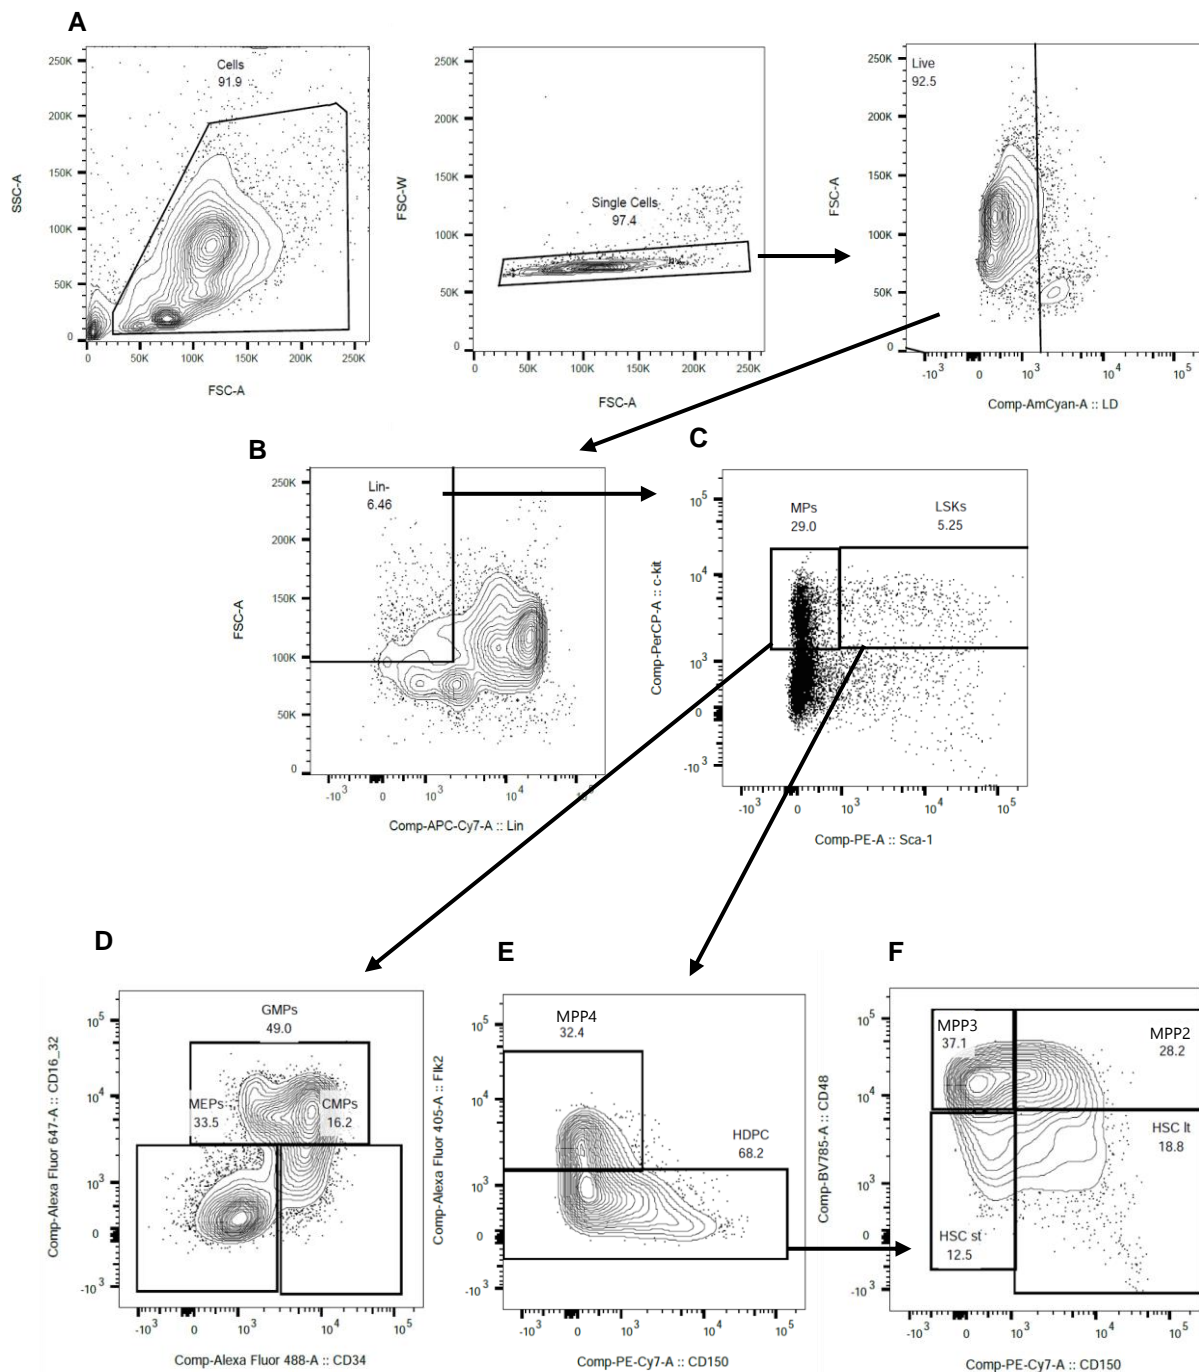 A
Cells
91.9
250K
200K
150K
100K
50K
0
SSC-A
0
50K
100K
150K
200K
250K
FSC-A
250K
200K
150K
100K
50K
0
FSC-W
Single Cells
97.4
0
50K
100K
150K
200K
250K
FSC-A
Live
92.5
250K
200K
150K
100K
50K
0
FSC-A
-10 3
0
10 3
10 4
10 5
Comp-AmCyan-A :: LD
B
Lin-
6.46
250K
200K
150K
100K
50K
0
FSC-A
-10 3
0
10 3
10 4
10 5
Comp-APC-Cy7-A :: Lin
C
MPs
29.0
LSKs
5.25
10 5
10 4
10 3
0
-10 3
Comp-PerCP-A :: c-kit
-10 3
0
10 3
10 4
10 5
Comp-PE-A :: Sca-1
D
GMPs
49.0
MEPs
33.5
CMPs
16.2
10 5
10 4
10 3
0
-10 3
Comp-Alexa Fluor 647-A :: CD16_32
-10 3
0
10 3
10 4
10 5
Comp-Alexa Fluor 488-A :: CD34
E
MPP4
32.4
HDPC
68.2
10 5
10 4
10 3
0
-10 3
Comp-Alexa Fluor 405-A :: Flk2
-10 3
0
10 3
10 4
10 5
Comp-PE-Cy7-A :: CD150
F
MPP3
37.1
MPP2
28.2
HSC lt
18.8
HSC st
12.5
10 5
10 4
10 3
0
-10 3
Comp-BV785-A :: CD48
-10 3
0
10 3
10 4
10 5
Comp-PE-Cy7-A :: CD150